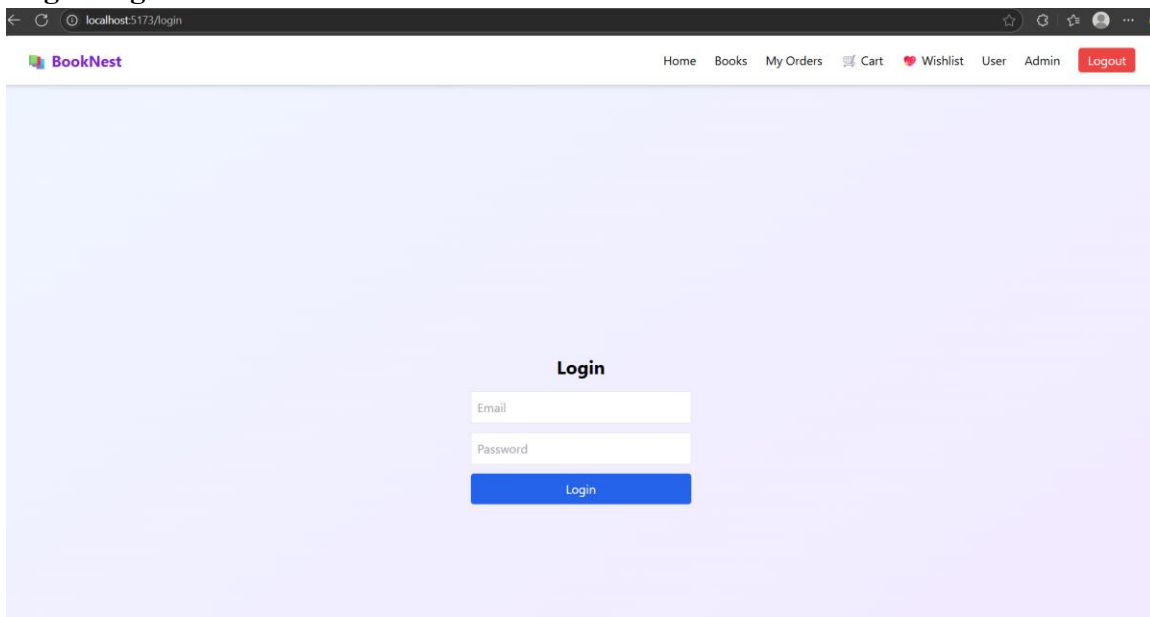 localhost:5173/login
BookNest
Home Books My Orders Cart Wishlist User Admin Logout
Login
Email
Password
Login